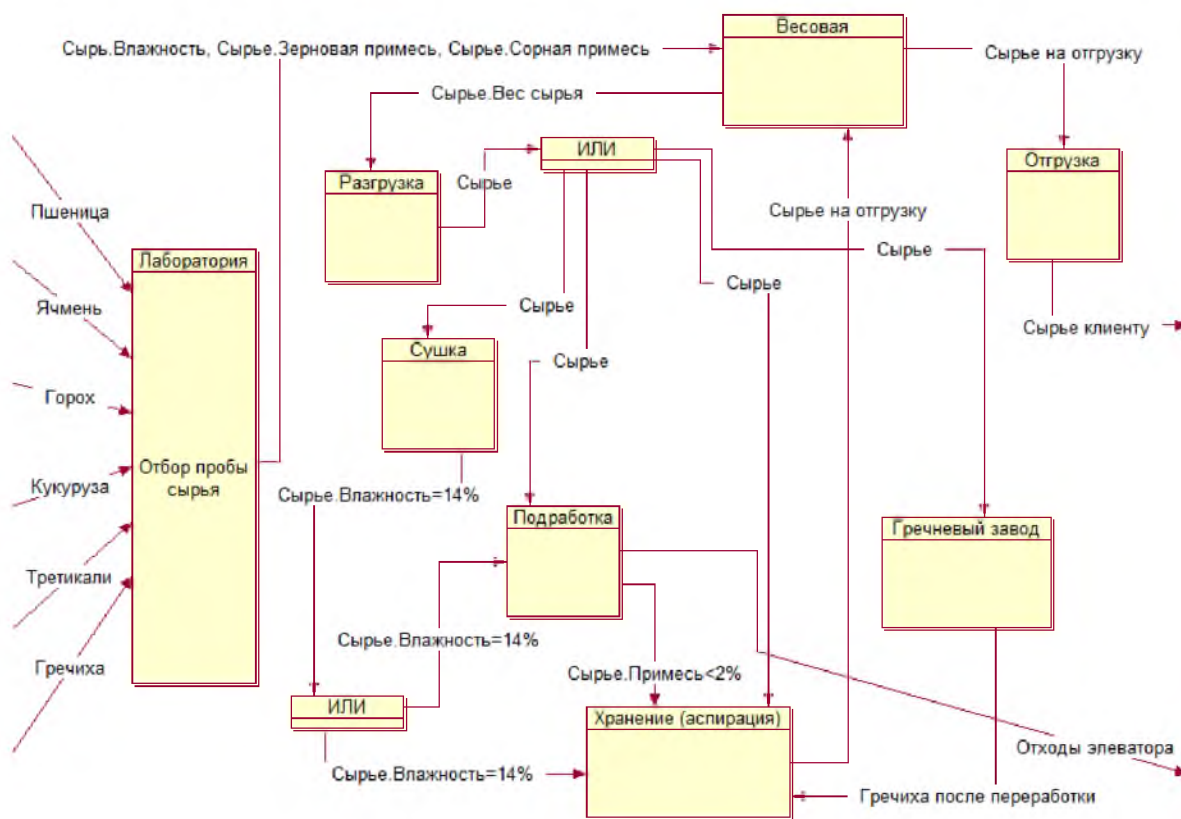 Весовая
Сырь.Влажность, Сырье.Зерновая примесь, Сырье.Сорная примесь
Сырье на отгрузку
Сырье.Вес сырья
ИЛИ
Отгрузка
Разгрузка
Сырье
Пшеница
Сырье на отгрузку
Сырье
Лаборатория
Сырье
Ячмень
Сырье
Сырье клиенту
Сушка
Сырье
Горох
Отбор пробы
сырья
Кукуруза
Сырье.Влажность=14%
Подработка
Гречневый завод
Третикали
Сырье.Влажность=14%
Гречиха
Сырье.Примесь<2%
ИЛИ
Хранение (аспирация)
Отходы элеватора
Сырье.Влажность=14%
Гречиха после переработки